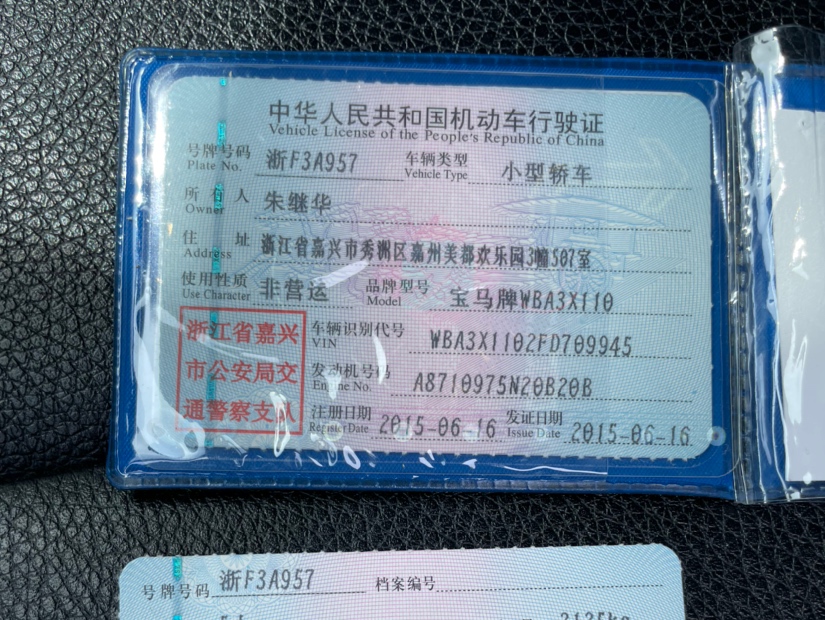 中华人民共和国机动车行驶证
Vehicle License of the People's Republic of China
号牌号码 浙F3A957 车辆类型 小型轿车
Plate No. Vehicle Type
所有人 朱继华
Owner
住址 浙江省嘉兴市秀洲区嘉州美都欢乐园3幢S07室
Address
使用性质 非营运 品牌型号 宝马牌WBA3X110
Use Character Model
浙江省嘉兴
市公安局交
通警察支队
车辆识别代号 WBA3X1102FD709945
VIN
发动机号码 A8710975N20B20B
Engine No.
注册日期 2015-06-16 发证日期 2015-06-16
Register Date Issue Date
号牌号码 浙F3A957 档案编号